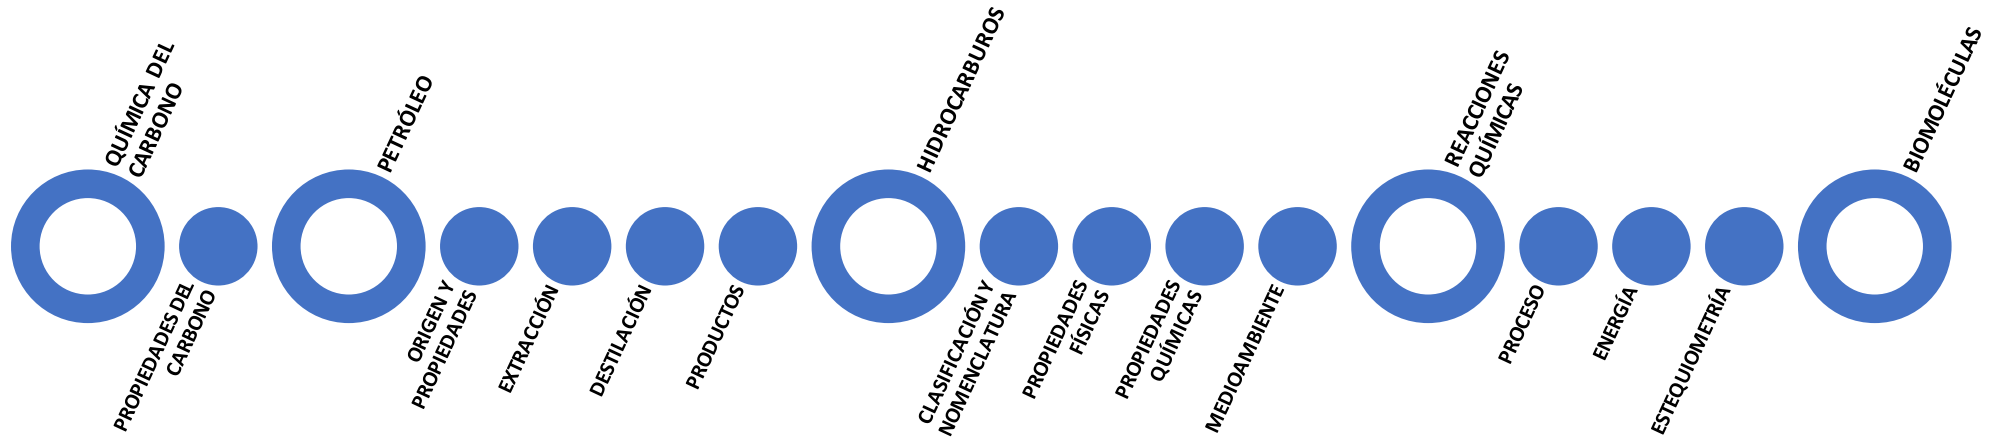 QUÍMICA DEL
CARBONO
PROPIEDADES DEL
CARBONO
PETRÓLEO
ORIGEN Y
PROPIEDADES
EXTRACCIÓN
DESTILACIÓN
PRODUCTOS
HIDROCARBUROS
CLASIFICACIÓN Y
NOMENCLATURA
PROPIEDADES
FÍSICAS
PROPIEDADES
QUÍMICAS
MEDIOAMBIENTE
REACCIONES
QUÍMICAS
PROCESO
ENERGÍA
ESTEQUIOMETRÍA
BIOMOLÉCULAS